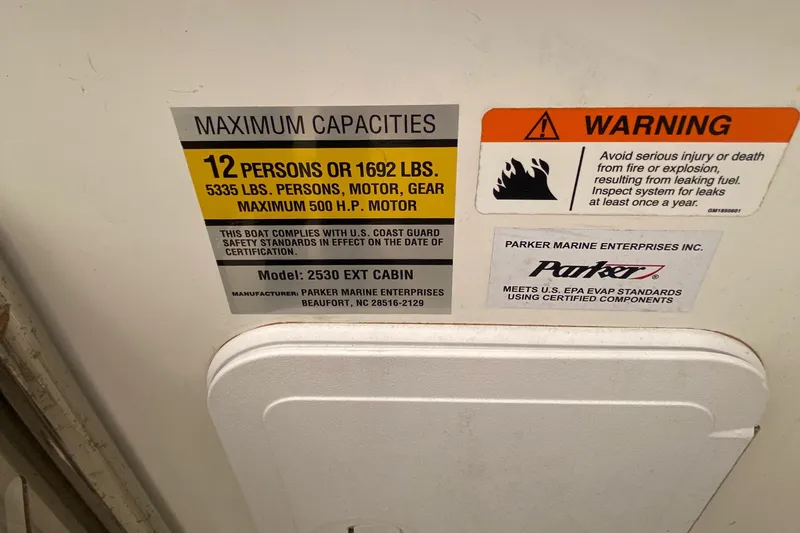 MAXIMUM CAPACITIES
12 PERSONS OR 1692 LBS.
5335 LBS. PERSONS, MOTOR, GEAR
MAXIMUM 500 H.P. MOTOR
THIS BOAT COMPLIES WITH U.S. COAST GUARD
SAFETY STANDARDS IN EFFECT ON THE DATE OF
CERTIFICATION.
Model: 2530 EXT CABIN
MANUFACTURER: PARKER MARINE ENTERPRISES
BEAUFORT, NC 28516-2129
WARNING
Avoid serious injury or death
from fire or explosion,
resulting from leaking fuel.
Inspect system for leaks
at least once a year.
GM1850601
PARKER MARINE ENTERPRISES INC.
Parker
MEETS U.S. EPA EVAP STANDARDS
USING CERTIFIED COMPONENTS